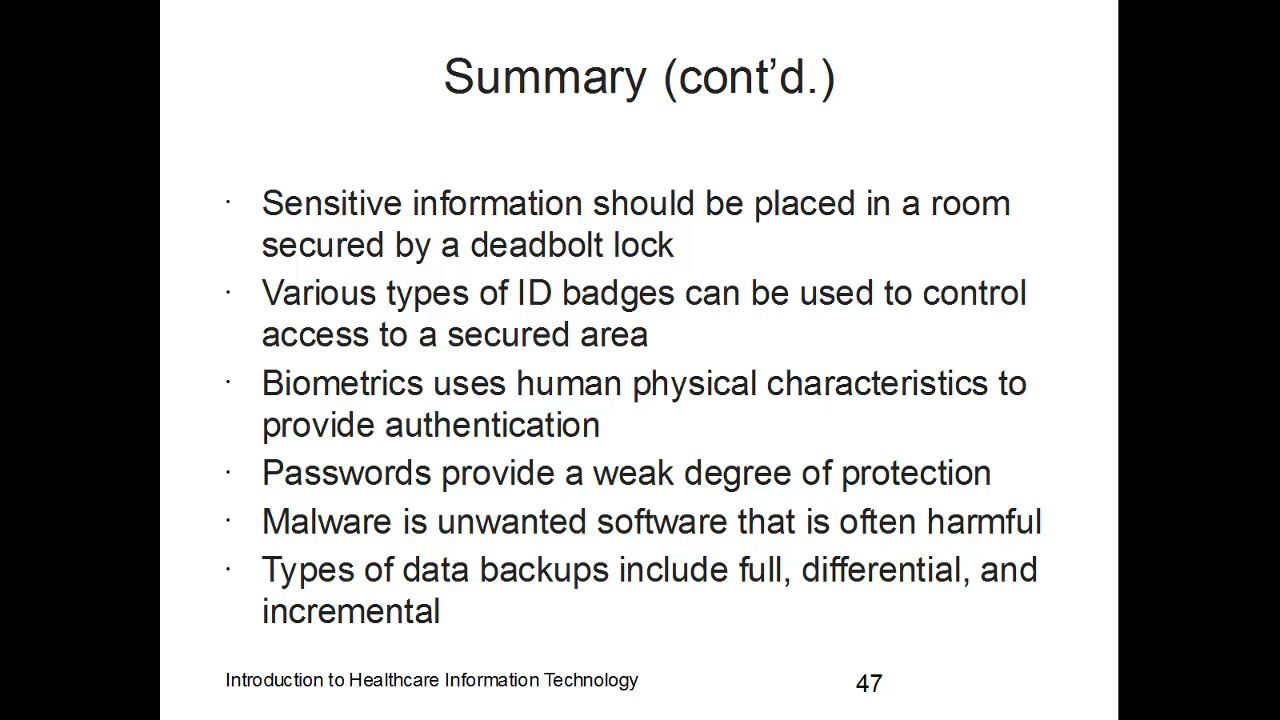 Summary (cont’d.)
· Sensitive information should be placed in a room
secured by a deadbolt lock
· Various types of ID badges can be used to control
access to a secured area
· Biometrics uses human physical characteristics to
provide authentication
· Passwords provide a weak degree of protection
· Malware is unwanted software that is often harmful
· Types of data backups include full, differential, and
incremental
Introduction to Healthcare Information Technology
47